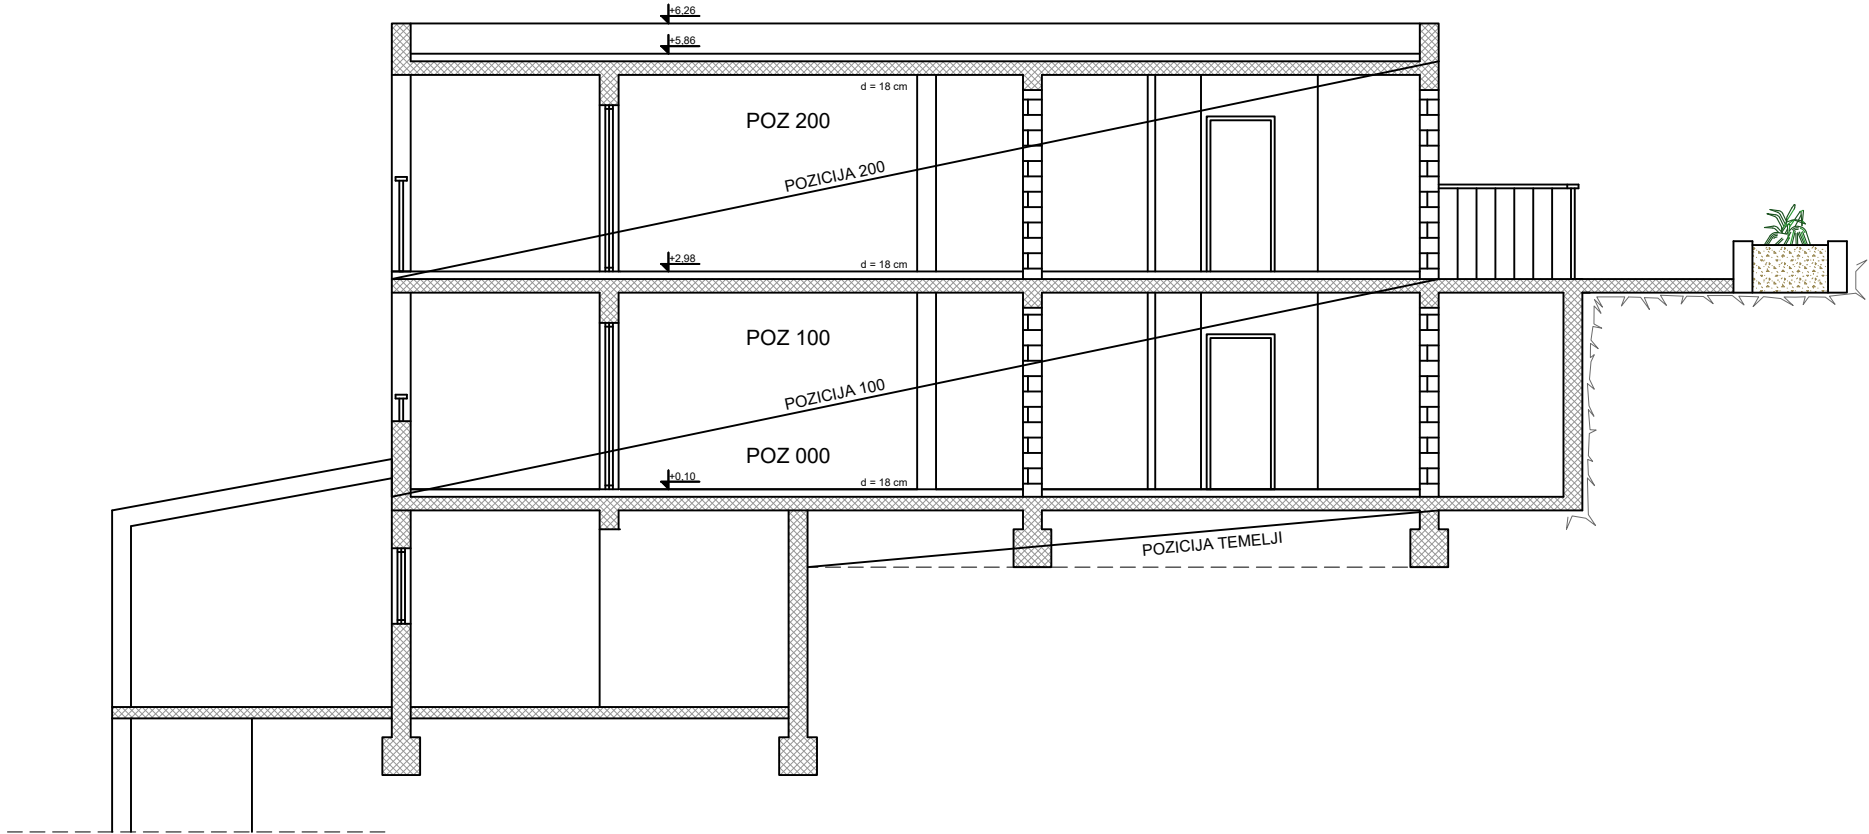 +6,26
+5,86
d = 18 cm
POZ 200
POZICIJA 200
+2,98
d = 18 cm
POZ 100
POZICIJA 100
POZ 000
+0,10
d = 18 cm
POZICIJA TEMELJI